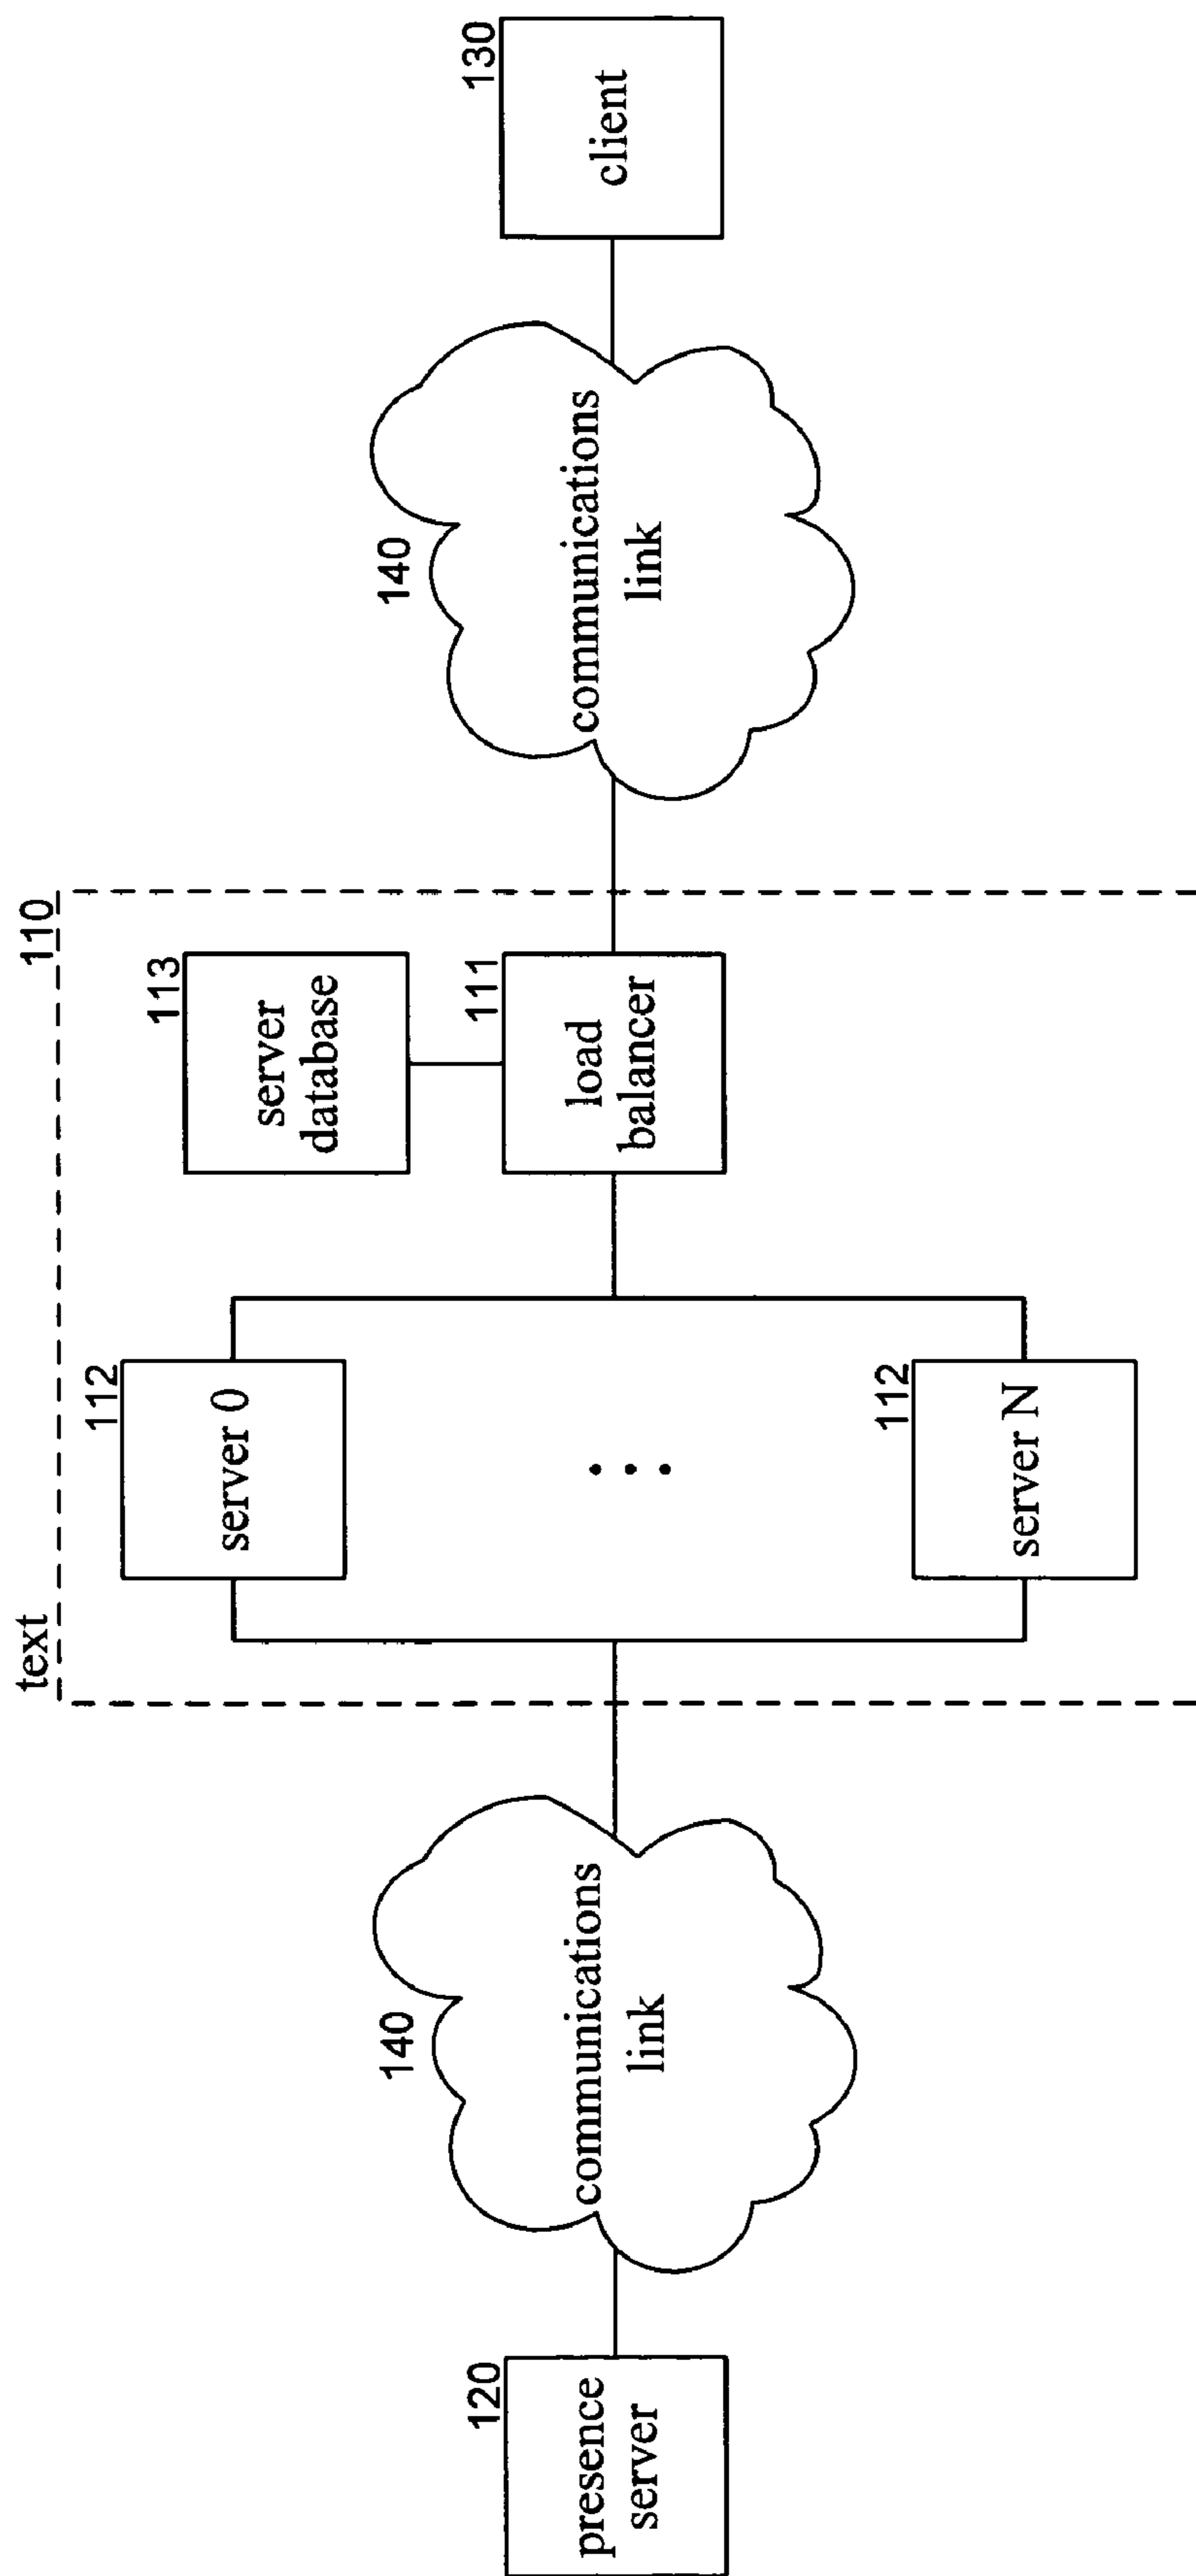 text
110
120
presence
server
140
communications
link
112
server 0
...
112
server N
113
server
database
111
load
balancer
140
communications
link
130
client